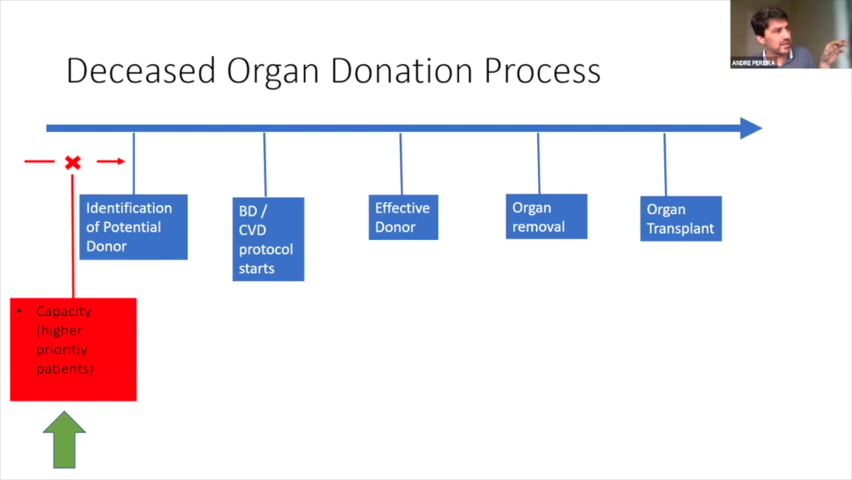 Deceased Organ Donation Process
ANDRE PEREIRA
Identification
of Potential
Donor
BD /
CVD
protocol
starts
Effective
Donor
Organ
removal
Organ
Transplant
• Capacity
(higher
prioritiy
patients)